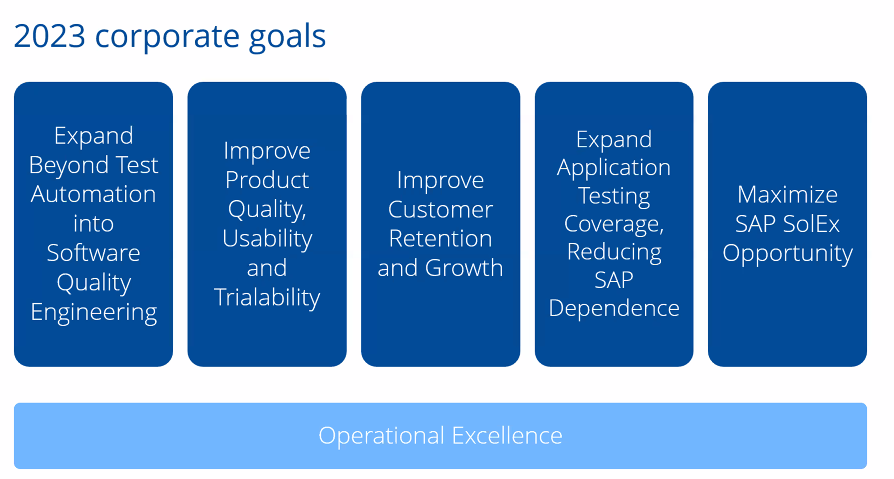 2023 corporate goals
Expand
Beyond Test
Automation
into
Software
Quality
Engineering
Improve
Product
Quality,
Usability
and
Trialability
Improve
Customer
Retention
and Growth
Expand
Application
Testing
Coverage,
Reducing
SAP
Dependence
Maximize
SAP SolEx
Opportunity
Operational Excellence